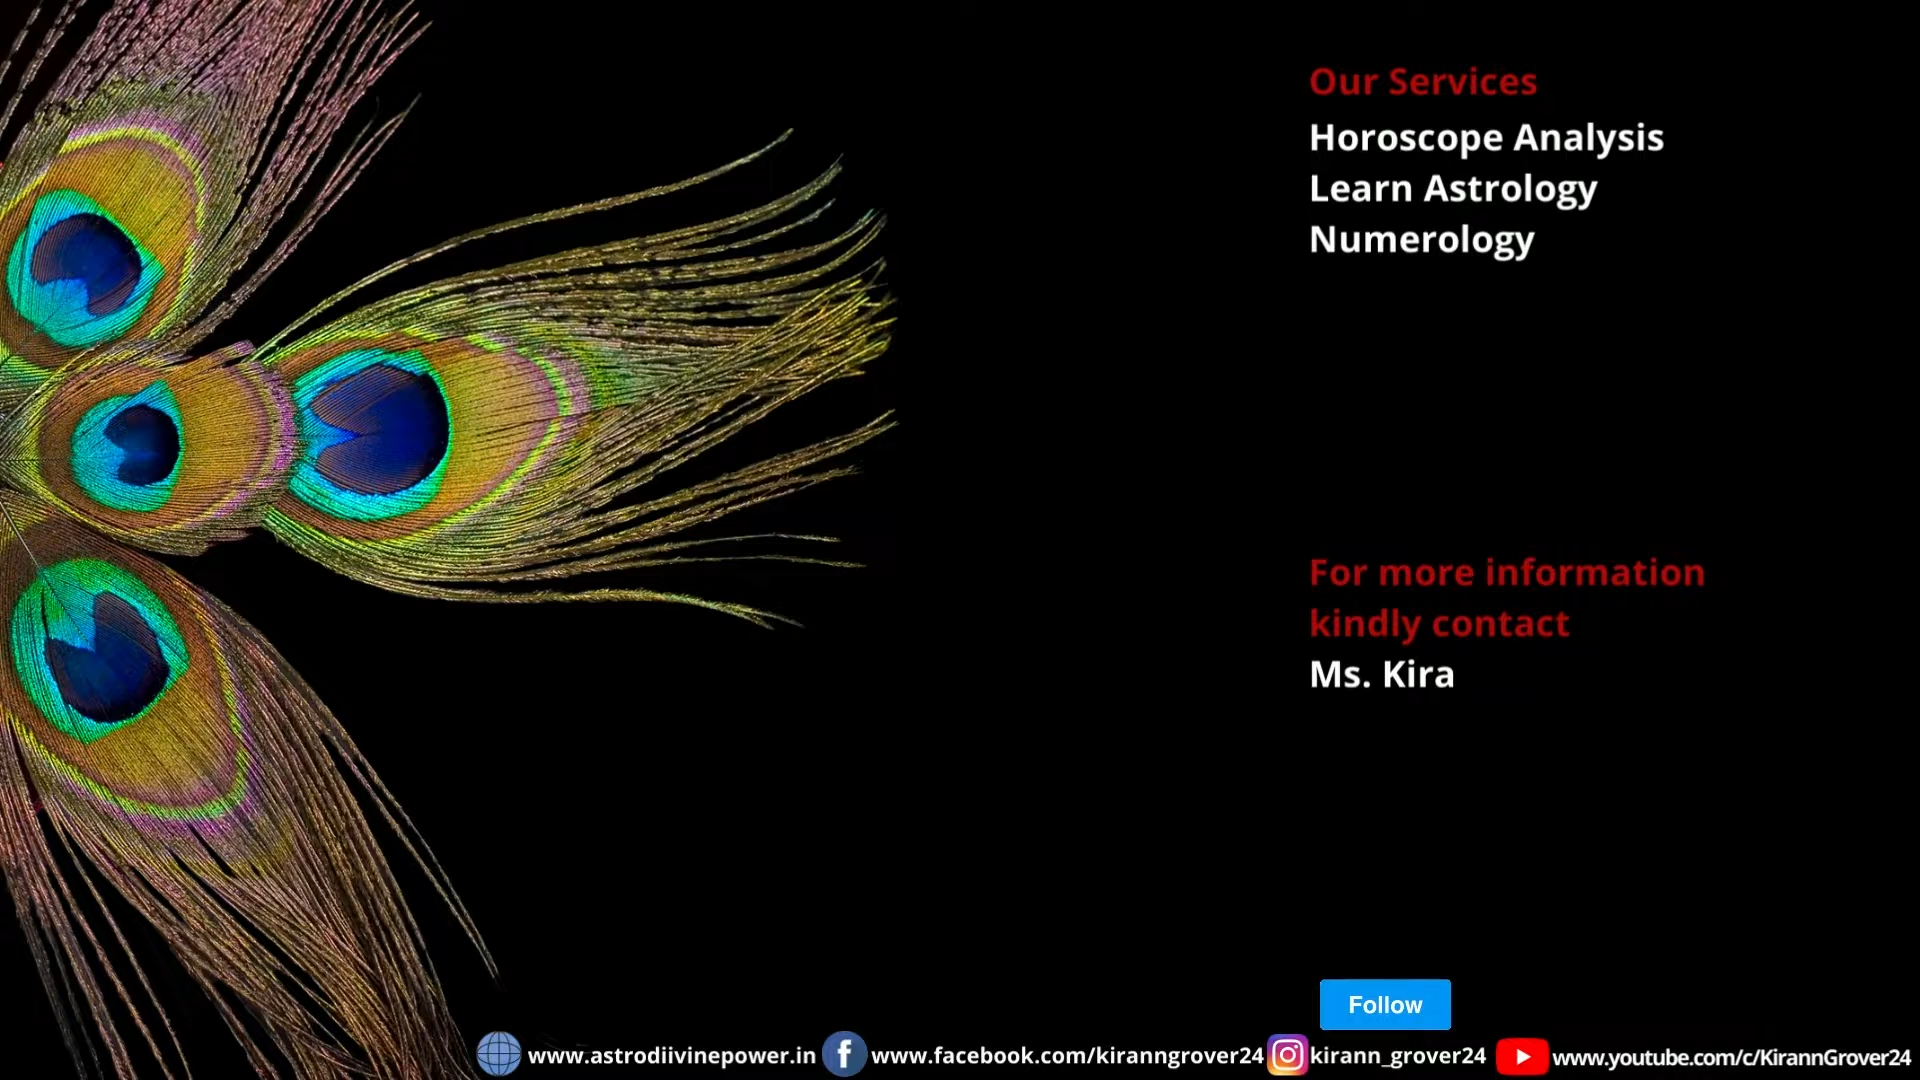 Our Services
Horoscope Analysis
Learn Astrology
Numerology
For more information
kindly contact
Ms. Kira
Follow
www.astrodiivinepower.in www.facebook.com/kiranngrover24 kirann_grover24 www.youtube.com/c/KirannGrover24